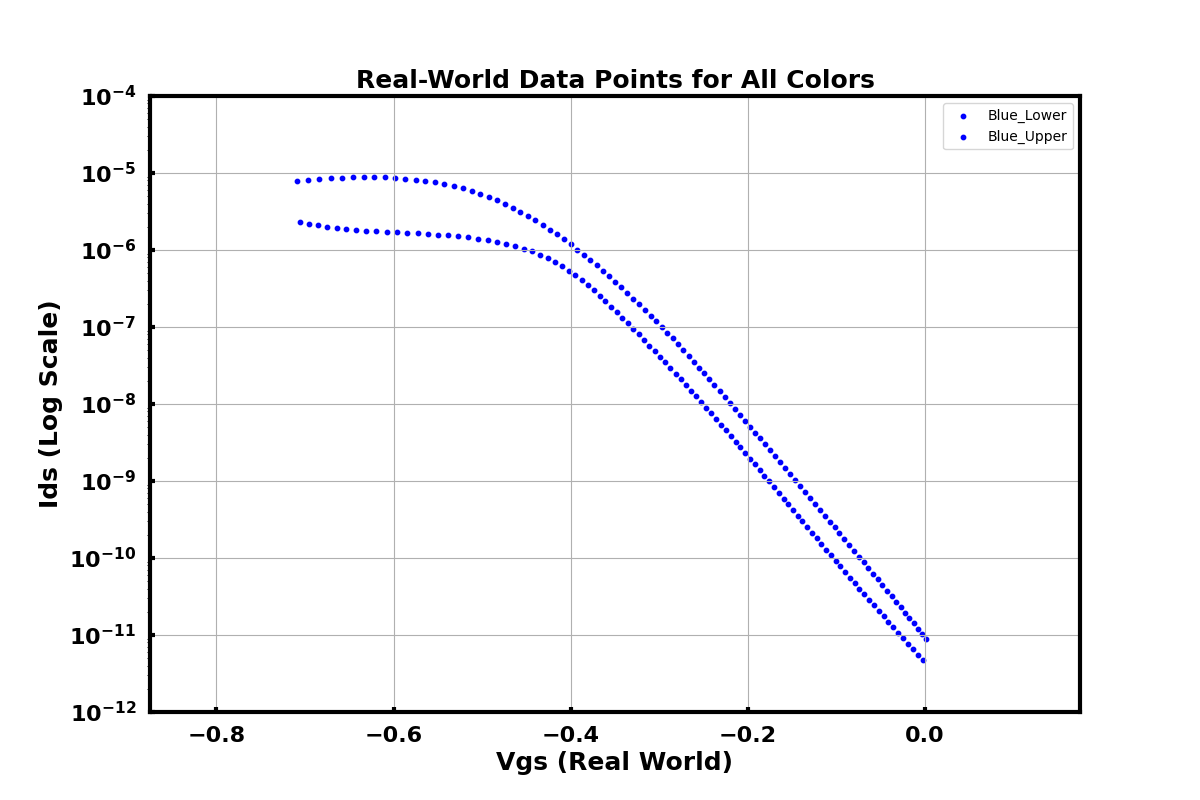 Real-World Data Points for All Colors
10⁻⁴
Blue_Lower
Blue_Upper
10⁻⁵
10⁻⁶
10⁻⁷
10⁻⁸
10⁻⁹
10⁻¹⁰
10⁻¹¹
10⁻¹²
Ids (Log Scale)
−0.8 −0.6 −0.4 −0.2 0.0
Vgs (Real World)